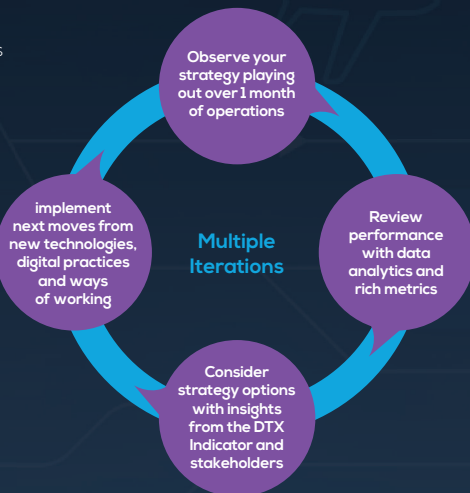 s
Observe your
strategy playing
out over 1 month
of operations
Review
performance
with data
analytics and
rich metrics
Consider
strategy options
with insights
from the DTX
Indicator and
stakeholders
implement
next moves from
new technologies,
digital practices
and ways
of working
Multiple
Iterations